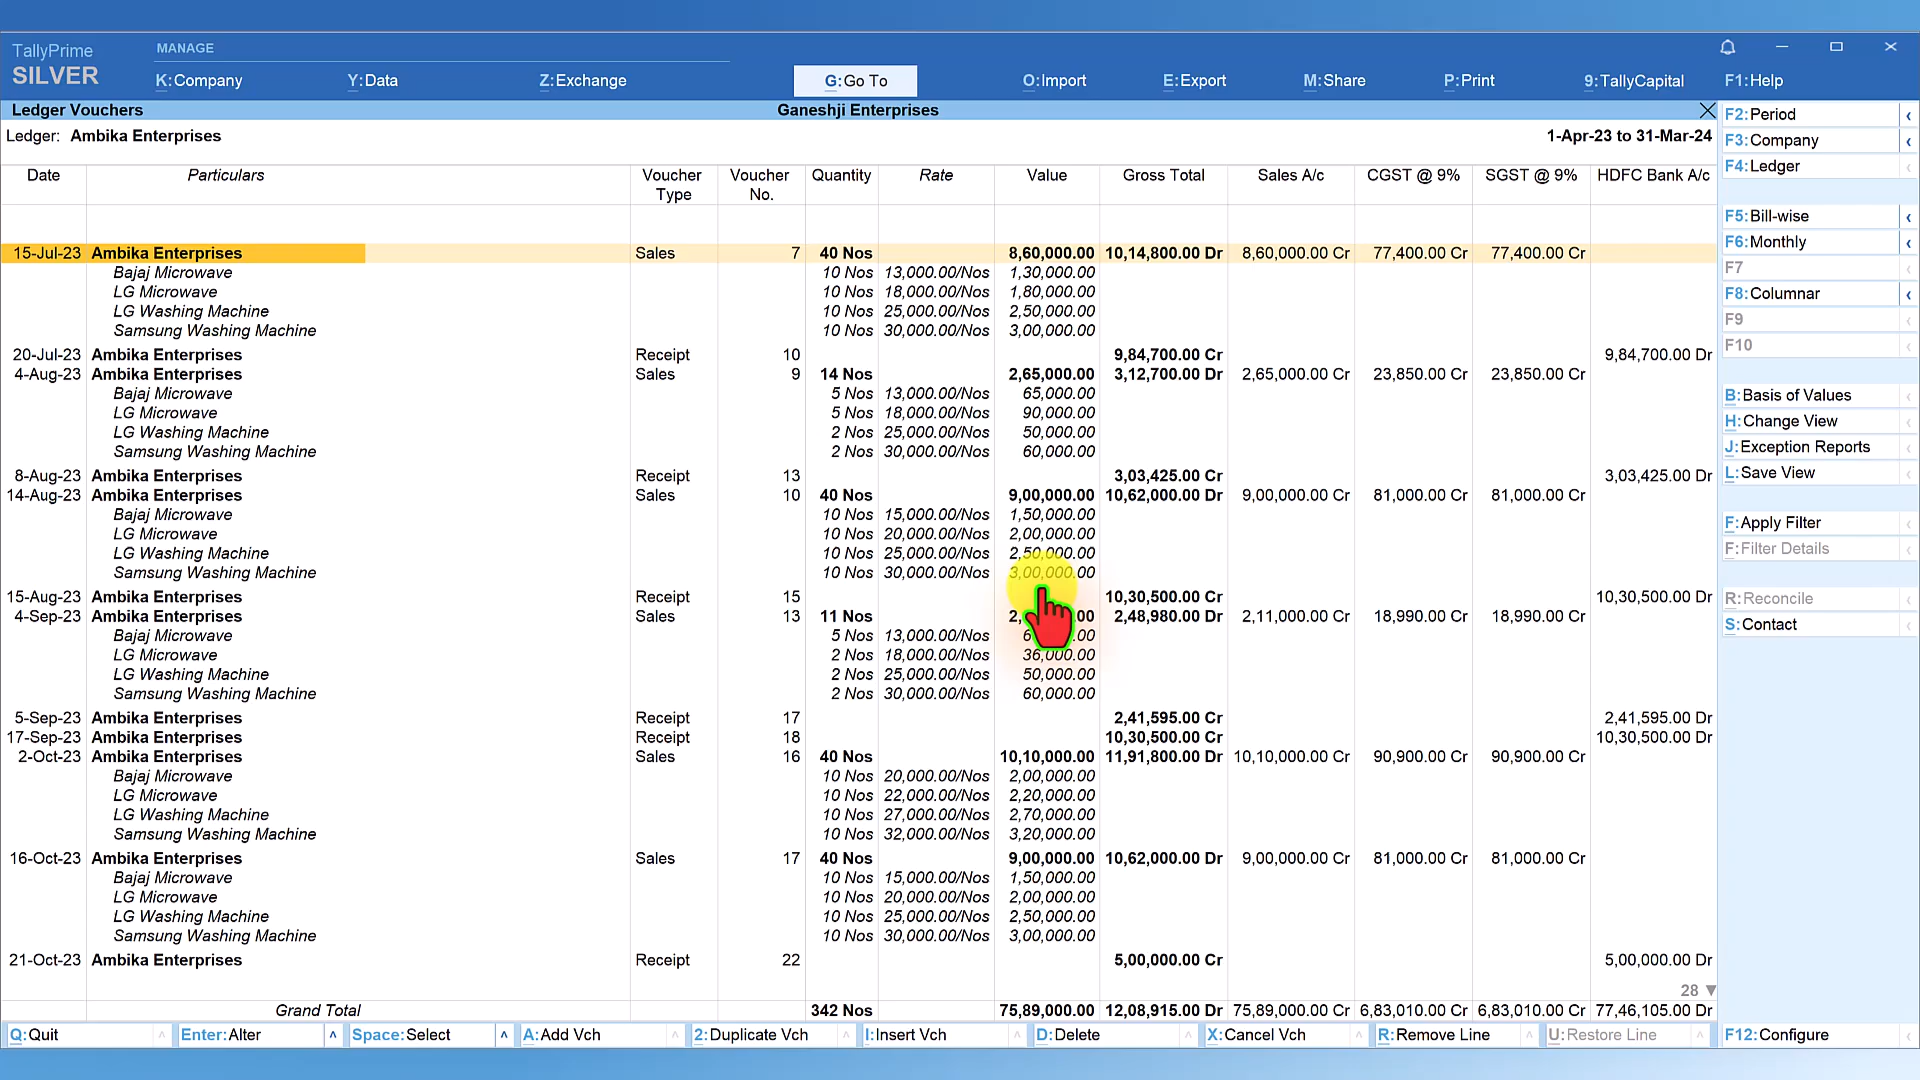 TallyPrime
SILVER
MANAGE
K:Company Y:Data Z:Exchange G:Go To O:Import E:Export M:Share P:Print 9:TallyCapital F1:Help
Ledger Vouchers Ganeshji Enterprises
Ledger: Ambika Enterprises 1-Apr-23 to 31-Mar-24
Date Particulars Voucher Type Voucher No. Quantity Rate Value Gross Total Sales A/c CGST @ 9% SGST @ 9% HDFC Bank A/c
15-Jul-23 Ambika Enterprises Sales 7 40 Nos 8,60,000.00 10,14,800.00 Dr 8,60,000.00 Cr 77,400.00 Cr 77,400.00 Cr
Bajaj Microwave 10 Nos 13,000.00/Nos 1,30,000.00
LG Microwave 10 Nos 18,000.00/Nos 1,80,000.00
LG Washing Machine 10 Nos 25,000.00/Nos 2,50,000.00
Samsung Washing Machine 10 Nos 30,000.00/Nos 3,00,000.00
20-Jul-23 Ambika Enterprises Receipt 10 9,84,700.00 Cr 9,84,700.00 Dr
4-Aug-23 Ambika Enterprises Sales 9 14 Nos 2,65,000.00 3,12,700.00 Dr 2,65,000.00 Cr 23,850.00 Cr 23,850.00 Cr
Bajaj Microwave 5 Nos 13,000.00/Nos 65,000.00
LG Microwave 5 Nos 18,000.00/Nos 90,000.00
LG Washing Machine 2 Nos 25,000.00/Nos 50,000.00
Samsung Washing Machine 2 Nos 30,000.00/Nos 60,000.00
8-Aug-23 Ambika Enterprises Receipt 13 3,03,425.00 Cr 3,03,425.00 Dr
14-Aug-23 Ambika Enterprises Sales 10 40 Nos 9,00,000.00 10,62,000.00 Dr 9,00,000.00 Cr 81,000.00 Cr 81,000.00 Cr
Bajaj Microwave 10 Nos 15,000.00/Nos 1,50,000.00
LG Microwave 10 Nos 20,000.00/Nos 2,00,000.00
LG Washing Machine 10 Nos 25,000.00/Nos 2,50,000.00
Samsung Washing Machine 10 Nos 30,000.00/Nos 3,00,000.00
15-Aug-23 Ambika Enterprises Receipt 15 10,30,500.00 Cr 10,30,500.00 Dr
4-Sep-23 Ambika Enterprises Sales 13 11 Nos 2,48,980.00 Dr 2,11,000.00 Cr 18,990.00 Cr 18,990.00 Cr
Bajaj Microwave 5 Nos 13,000.00/Nos
LG Microwave 2 Nos 18,000.00/Nos 36,000.00
LG Washing Machine 2 Nos 25,000.00/Nos 50,000.00
Samsung Washing Machine 2 Nos 30,000.00/Nos 60,000.00
5-Sep-23 Ambika Enterprises Receipt 17 2,41,595.00 Cr 2,41,595.00 Dr
17-Sep-23 Ambika Enterprises Receipt 18 10,30,500.00 Cr 10,30,500.00 Dr
2-Oct-23 Ambika Enterprises Sales 16 40 Nos 10,10,000.00 11,91,800.00 Dr 10,10,000.00 Cr 90,900.00 Cr 90,900.00 Cr
Bajaj Microwave 10 Nos 20,000.00/Nos 2,00,000.00
LG Microwave 10 Nos 22,000.00/Nos 2,20,000.00
LG Washing Machine 10 Nos 27,000.00/Nos 2,70,000.00
Samsung Washing Machine 10 Nos 32,000.00/Nos 3,20,000.00
16-Oct-23 Ambika Enterprises Sales 17 40 Nos 9,00,000.00 10,62,000.00 Dr 9,00,000.00 Cr 81,000.00 Cr 81,000.00 Cr
Bajaj Microwave 10 Nos 15,000.00/Nos 1,50,000.00
LG Microwave 10 Nos 20,000.00/Nos 2,00,000.00
LG Washing Machine 10 Nos 25,000.00/Nos 2,50,000.00
Samsung Washing Machine 10 Nos 30,000.00/Nos 3,00,000.00
21-Oct-23 Ambika Enterprises Receipt 22 5,00,000.00 Cr 5,00,000.00 Dr
28 ▼
Grand Total 342 Nos 75,89,000.00 12,08,915.00 Dr 75,89,000.00 Cr 6,83,010.00 Cr 6,83,010.00 Cr 77,46,105.00 Dr
F2:Period
F3:Company
F4:Ledger
F5:Bill-wise
F6:Monthly
F7
F8:Columnar
F9
F10
B:Basis of Values
H:Change View
J:Exception Reports
L:Save View
F:Apply Filter
F:Filter Details
R:Reconcile
S:Contact
Q:Quit Enter:Alter Space:Select A:Add Vch 2:Duplicate Vch I:Insert Vch D:Delete X:Cancel Vch R:Remove Line U:Restore Line F12:Configure